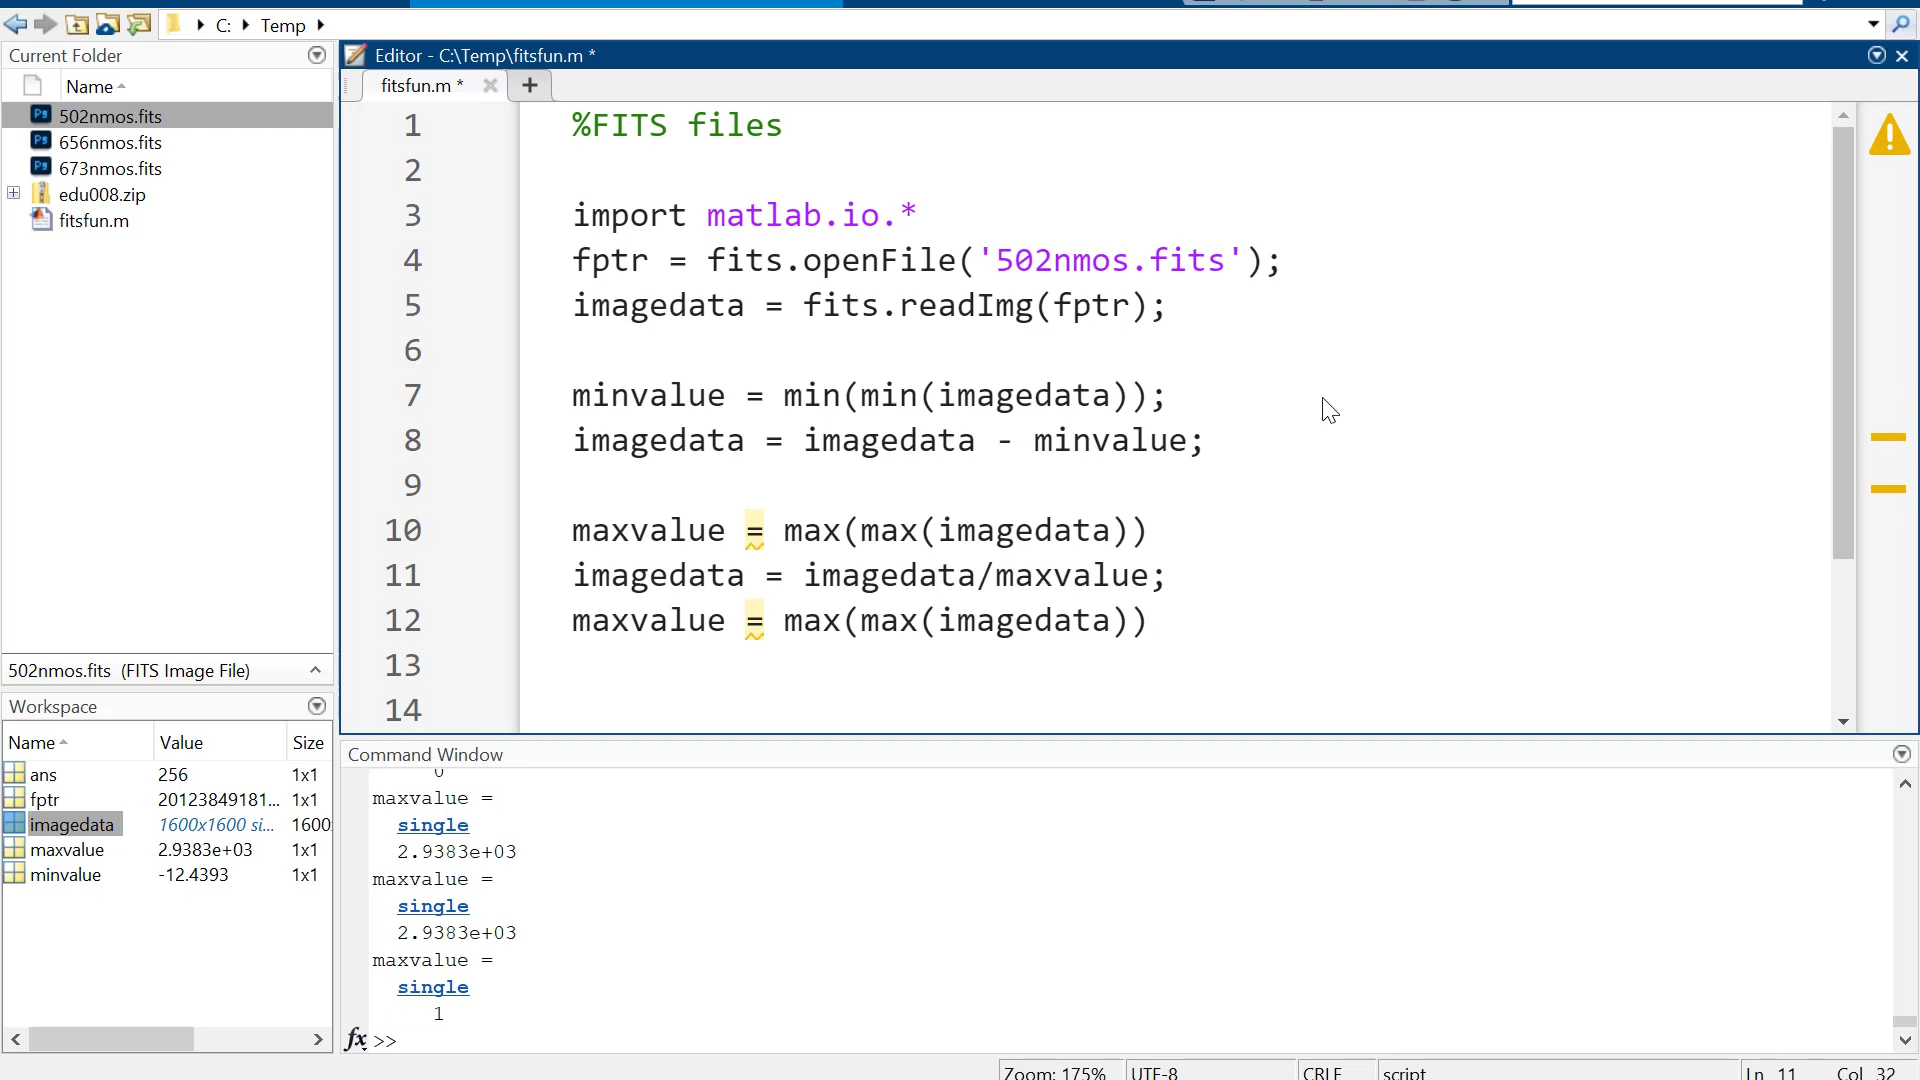 C: Temp
Current Folder
Name
502nmos.fits
656nmos.fits
673nmos.fits
edu008.zip
fitsfun.m
502nmos.fits (FITS Image File)
Workspace
Name Value Size
ans 256 1x1
fptr 20123849181... 1x1
imagedata 1600x1600 si... 1600
maxvalue 2.9383e+03 1x1
minvalue -12.4393 1x1
Editor - C:\Temp\fitsfun.m *
fitsfun.m * +
1 %FITS files
2
3 import matlab.io.*
4 fptr = fits.openFile('502nmos.fits');
5 imagedata = fits.readImg(fptr);
6
7 minvalue = min(min(imagedata));
8 imagedata = imagedata - minvalue;
9
10 maxvalue = max(max(imagedata))
11 imagedata = imagedata/maxvalue;
12 maxvalue = max(max(imagedata))
13
14
Command Window
0
maxvalue =
single
2.9383e+03
maxvalue =
single
2.9383e+03
maxvalue =
single
1
fx >>
Zoom: 175% UTF-8 CRLF script Ln 11 Col 32